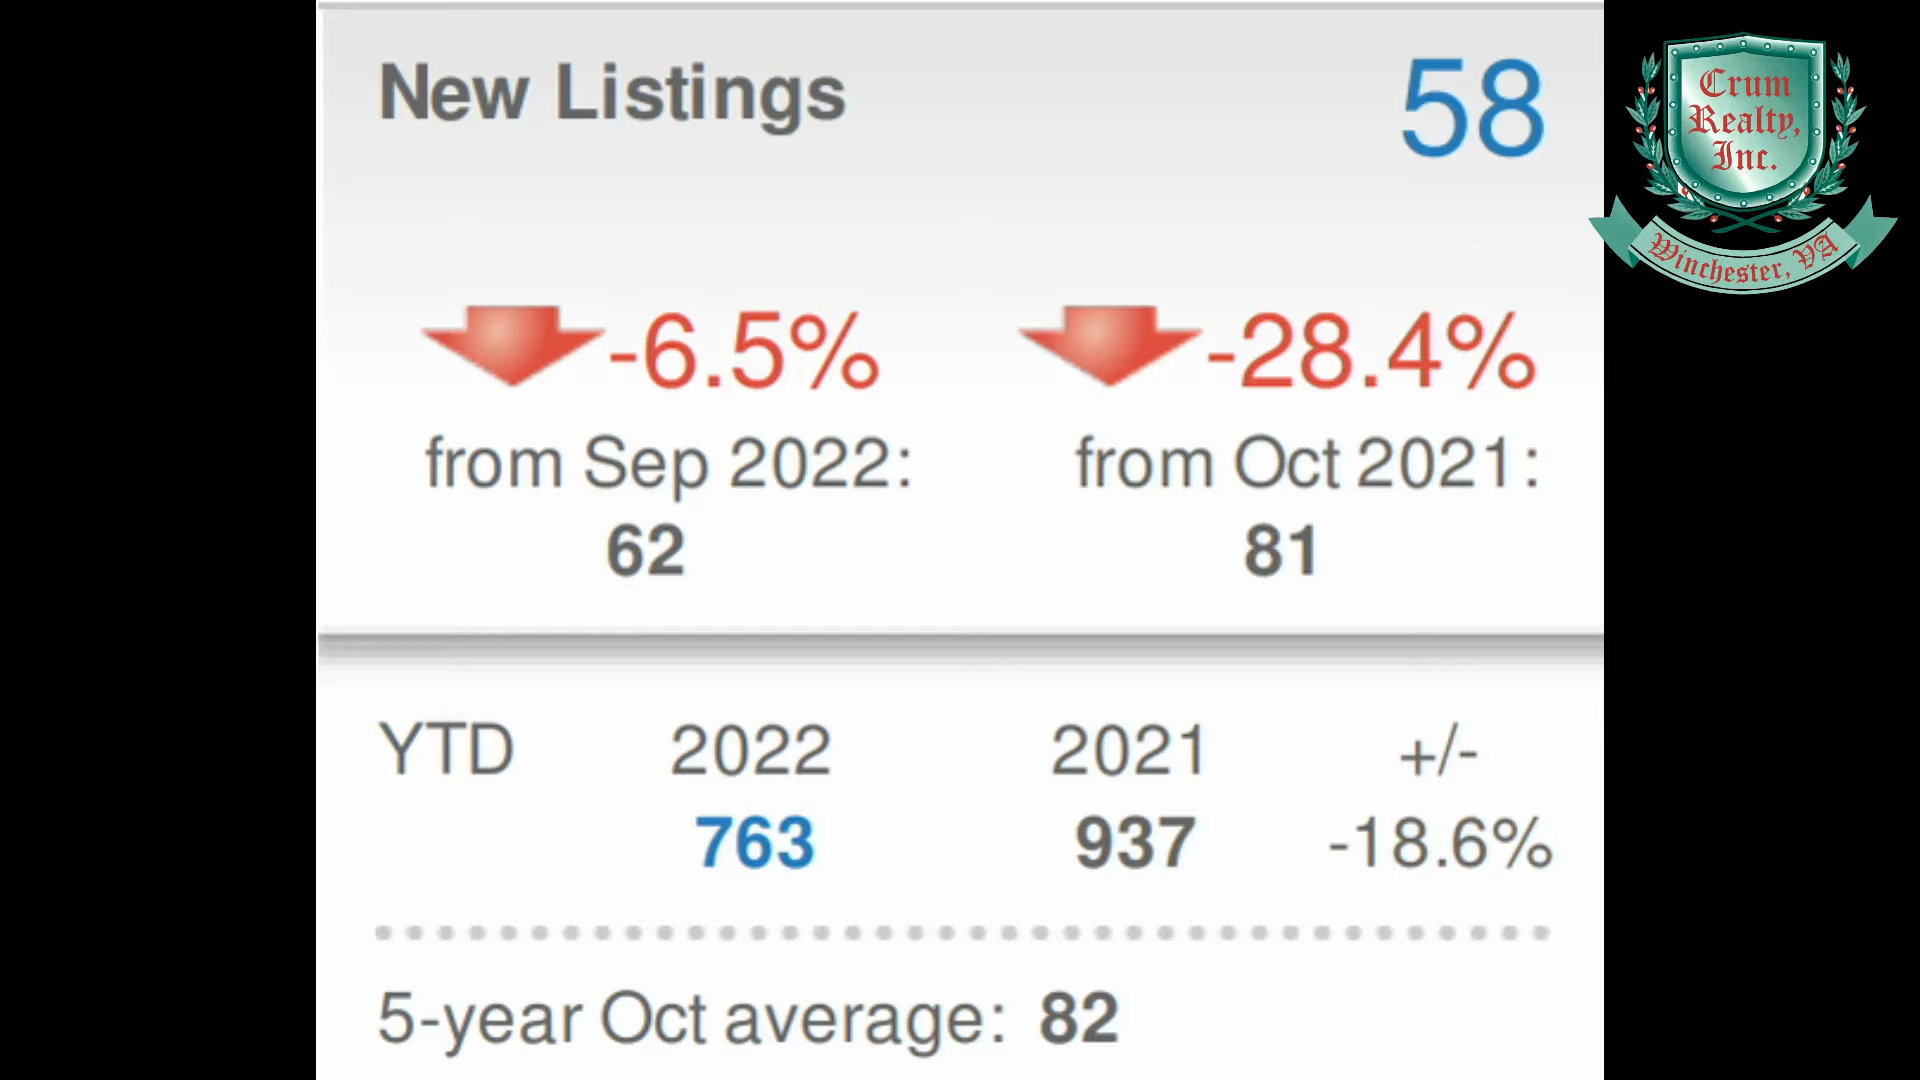 New Listings 58
-6.5% -28.4%
from Sep 2022: from Oct 2021:
62 81
YTD 2022 2021 +/-
763 937 -18.6%
5-year Oct average: 82
Crum
Realty,
Inc.
Winchester, VA